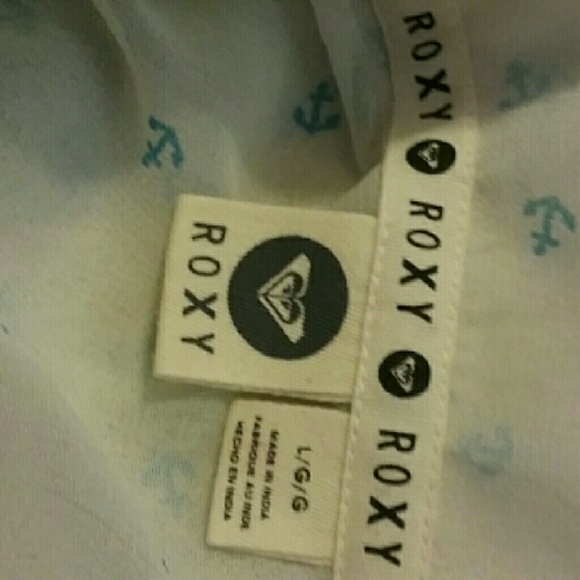 ROXY
ROXY
ROXY
ROXY
L/G/G
MADE IN INDIA
FABRIQUE AU INDE
HECHO EN INDIA